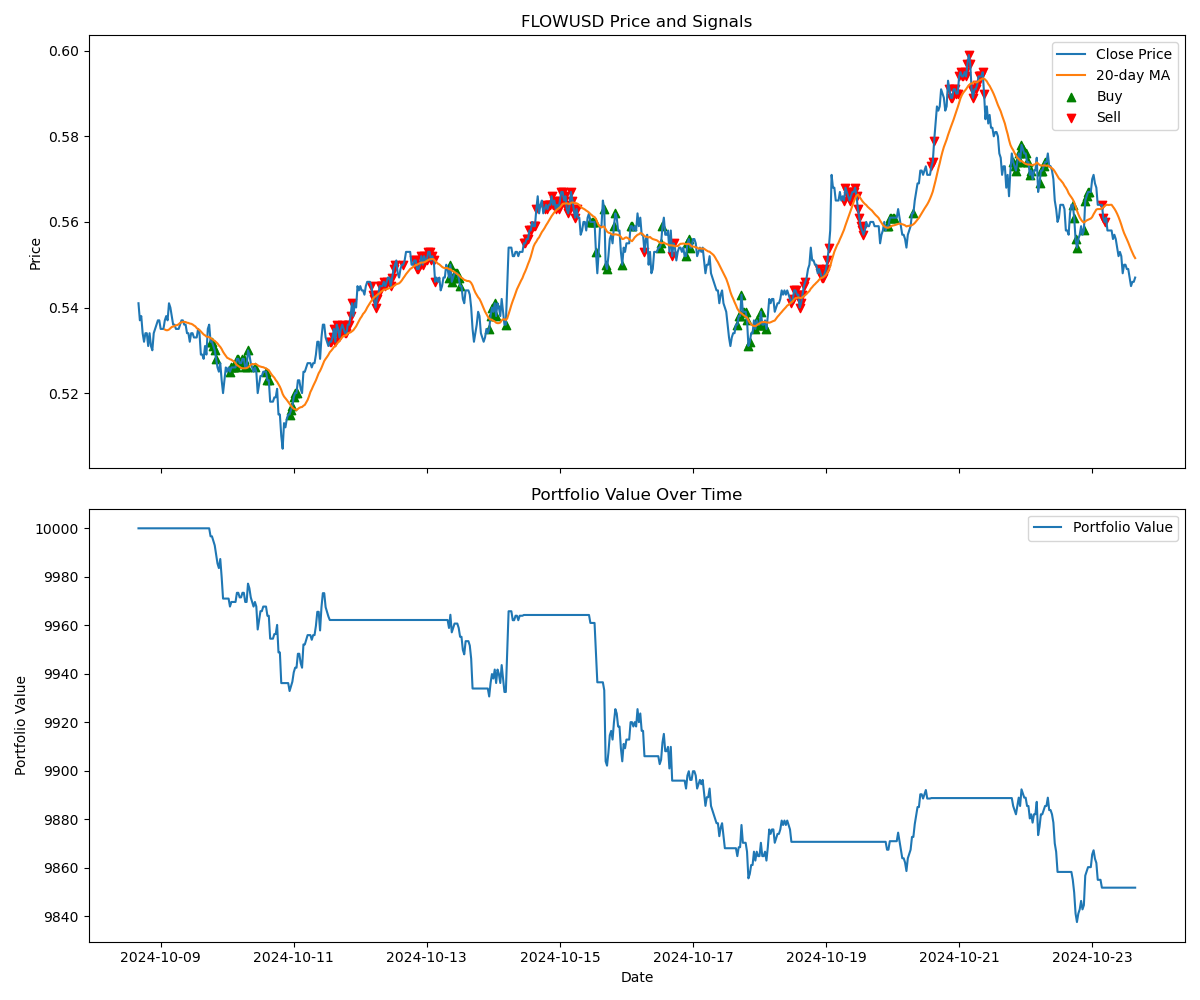 FLOWUSD Price and Signals
Price
0.60
0.58
0.56
0.54
0.52
Close Price
20-day MA
Buy
Sell
Portfolio Value Over Time
Portfolio Value
10000
9980
9960
9940
9920
9900
9880
9860
9840
Portfolio Value
2024-10-09 2024-10-11 2024-10-13 2024-10-15 2024-10-17 2024-10-19 2024-10-21 2024-10-23
Date